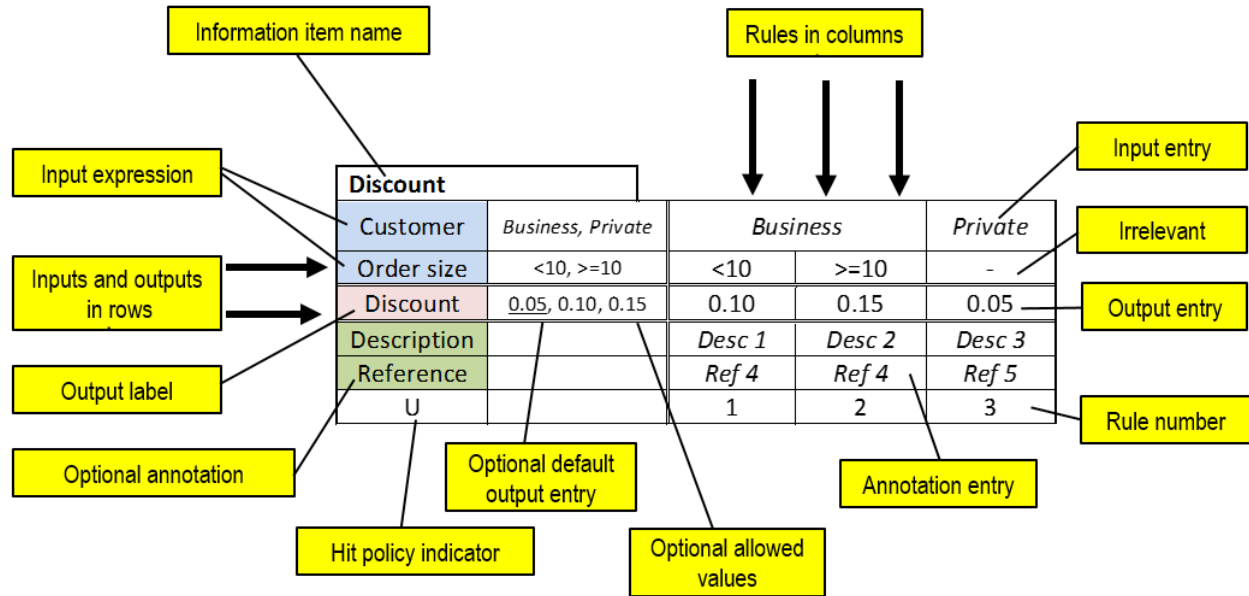 Information item name
Rules in columns
Input expression
Input entry
Discount
Customer Business, Private Business Private
Irrelevant
Order size <10, >=10 <10 >=10 -
Inputs and outputs
in rows
Discount 0.05, 0.10, 0.15 0.10 0.15 0.05
Output entry
Description Desc 1 Desc 2 Desc 3
Reference Ref 4 Ref 4 Ref 5
Output label
U 1 2 3
Rule number
Optional annotation
Optional default
output entry
Annotation entry
Hit policy indicator
Optional allowed
values